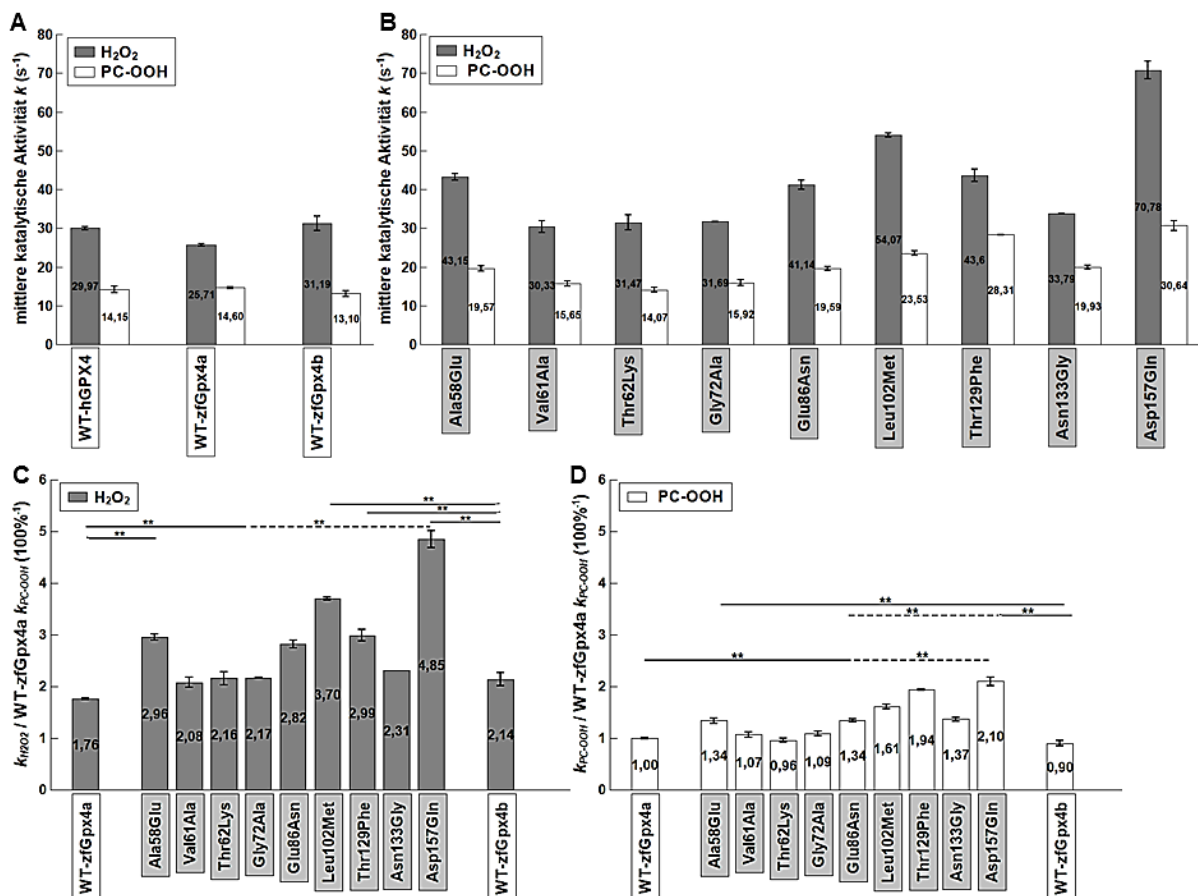 A
mittlere katalytische Aktivität k (s⁻¹)
80
70
60
50
40
30
20
10
0
H₂O₂
PC-OOH
29,97
14,15
25,71
14,60
31,19
13,10
WT-hGPX4
WT-zfGpx4a
WT-zfGpx4b
B
mittlere katalytische Aktivität k (s⁻¹)
80
70
60
50
40
30
20
10
0
H₂O₂
PC-OOH
43,15
19,57
30,33
15,65
31,47
14,07
31,69
15,92
41,14
19,59
54,07
23,53
43,6
28,31
33,79
19,93
70,78
30,64
Ala58Glu
Val61Ala
Thr62Lys
Gly72Ala
Glu86Asn
Leu102Met
Thr129Phe
Asn133Gly
Asp157Gln
C
k_H2O2 / WT-zfGpx4a k_PC-OOH (100%⁻¹)
6
5
4
3
2
1
0
H₂O₂
**
**
**
**
**
**
1,76
2,96
2,08
2,16
2,17
2,82
3,70
2,99
2,31
4,85
2,14
WT-zfGpx4a
Ala58Glu
Val61Ala
Thr62Lys
Gly72Ala
Glu86Asn
Leu102Met
Thr129Phe
Asn133Gly
Asp157Gln
WT-zfGpx4b
D
k_PC-OOH / WT-zfGpx4a k_PC-OOH (100%⁻¹)
6
5
4
3
2
1
0
PC-OOH
**
**
**
**
**
1,00
1,34
1,07
0,96
1,09
1,34
1,61
1,94
1,37
2,10
0,90
WT-zfGpx4a
Ala58Glu
Val61Ala
Thr62Lys
Gly72Ala
Glu86Asn
Leu102Met
Thr129Phe
Asn133Gly
Asp157Gln
WT-zfGpx4b